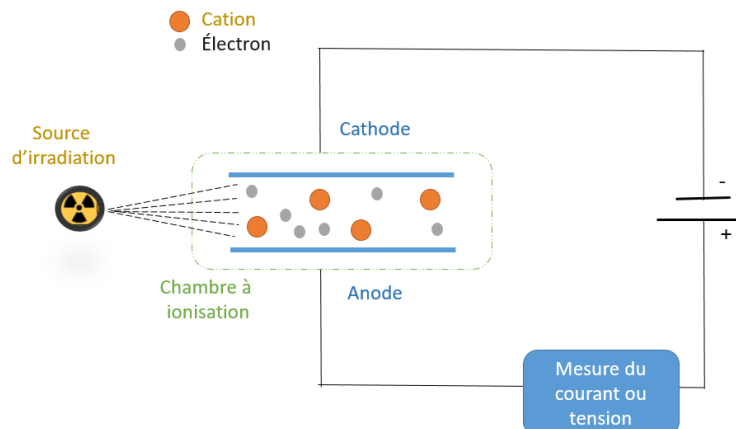 Cation
Électron
Cathode
Source
d'irradiation
-
+
Chambre à
ionisation
Anode
Mesure du
courant ou
tension